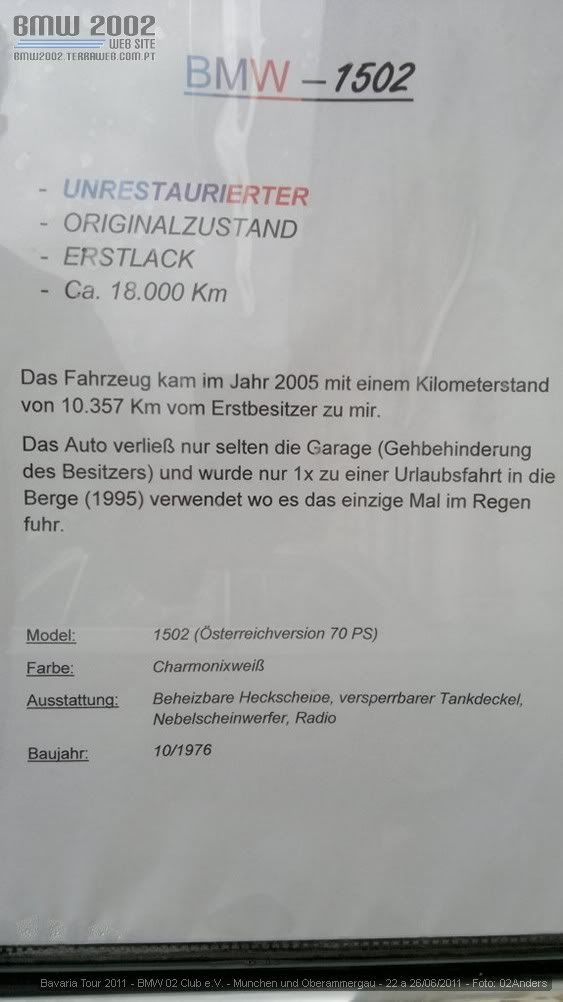 BMW 2002
WEB SITE
BMW2002.TERRAWEB.COM.PT
BMW – 1502
- UNRESTAURIERTER
- ORIGINALZUSTAND
- ERSTLACK
- Ca. 18.000 Km
Das Fahrzeug kam im Jahr 2005 mit einem Kilometerstand
von 10.357 Km vom Erstbesitzer zu mir.
Das Auto verließ nur selten die Garage (Gehbehinderung
des Besitzers) und wurde nur 1x zu einer Urlaubsfahrt in die
Berge (1995) verwendet wo es das einzige Mal im Regen
fuhr.
Model: 1502 (Österreichversion 70 PS)
Farbe: Charmonixweiß
Ausstattung: Beheizbare Heckscheibe, versperrbarer Tankdeckel,
Nebelscheinwerfer, Radio
Baujahr: 10/1976
Bavaria Tour 2011 - BMW 02 Club e.V. - Munchen und Oberammergau - 22 a 26/06/2011 - Foto: 02Anders